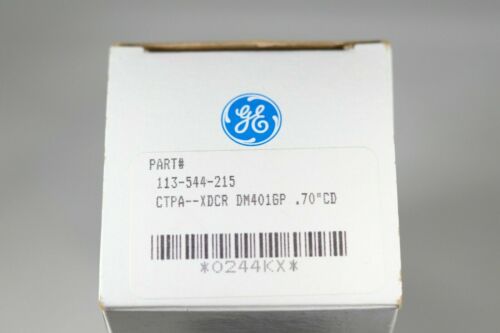 GE
PART#
113-544-215
CTPA--XDCR DM401GP .70"CD
*0244KX*